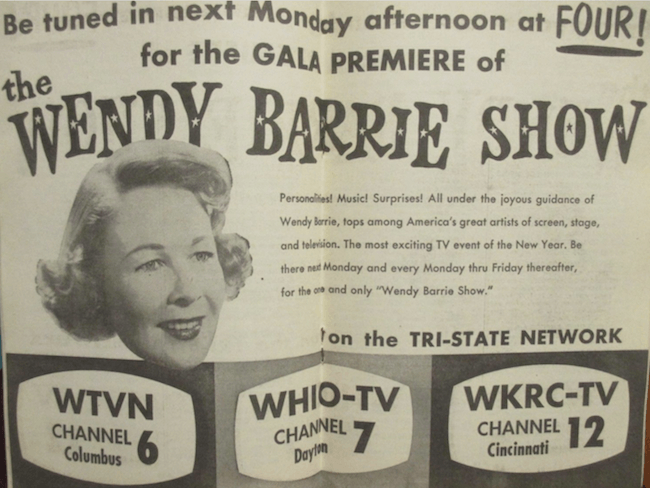 Be tuned in next Monday afternoon at FOUR!
for the GALA PREMIERE of
the
WENDY BARRIE SHOW
Personalities! Music! Surprises! All under the joyous guidance of
Wendy Barrie, tops among America's great artists of screen, stage,
and television. The most exciting TV event of the New Year. Be
there next Monday and every Monday thru Friday thereafter,
for the one and only "Wendy Barrie Show."
on the TRI-STATE NETWORK
WTVN
CHANNEL 6
Columbus
WHIO-TV
CHANNEL 7
Dayton
WKRC-TV
CHANNEL 12
Cincinnati